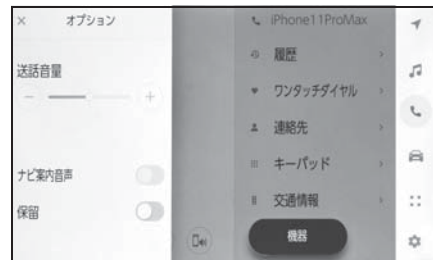 × オプション
送話音量
ナビ案内音声
保留
iPhone11ProMax
履歴
ワンタッチダイヤル
連絡先
キーパッド
交通情報
機器